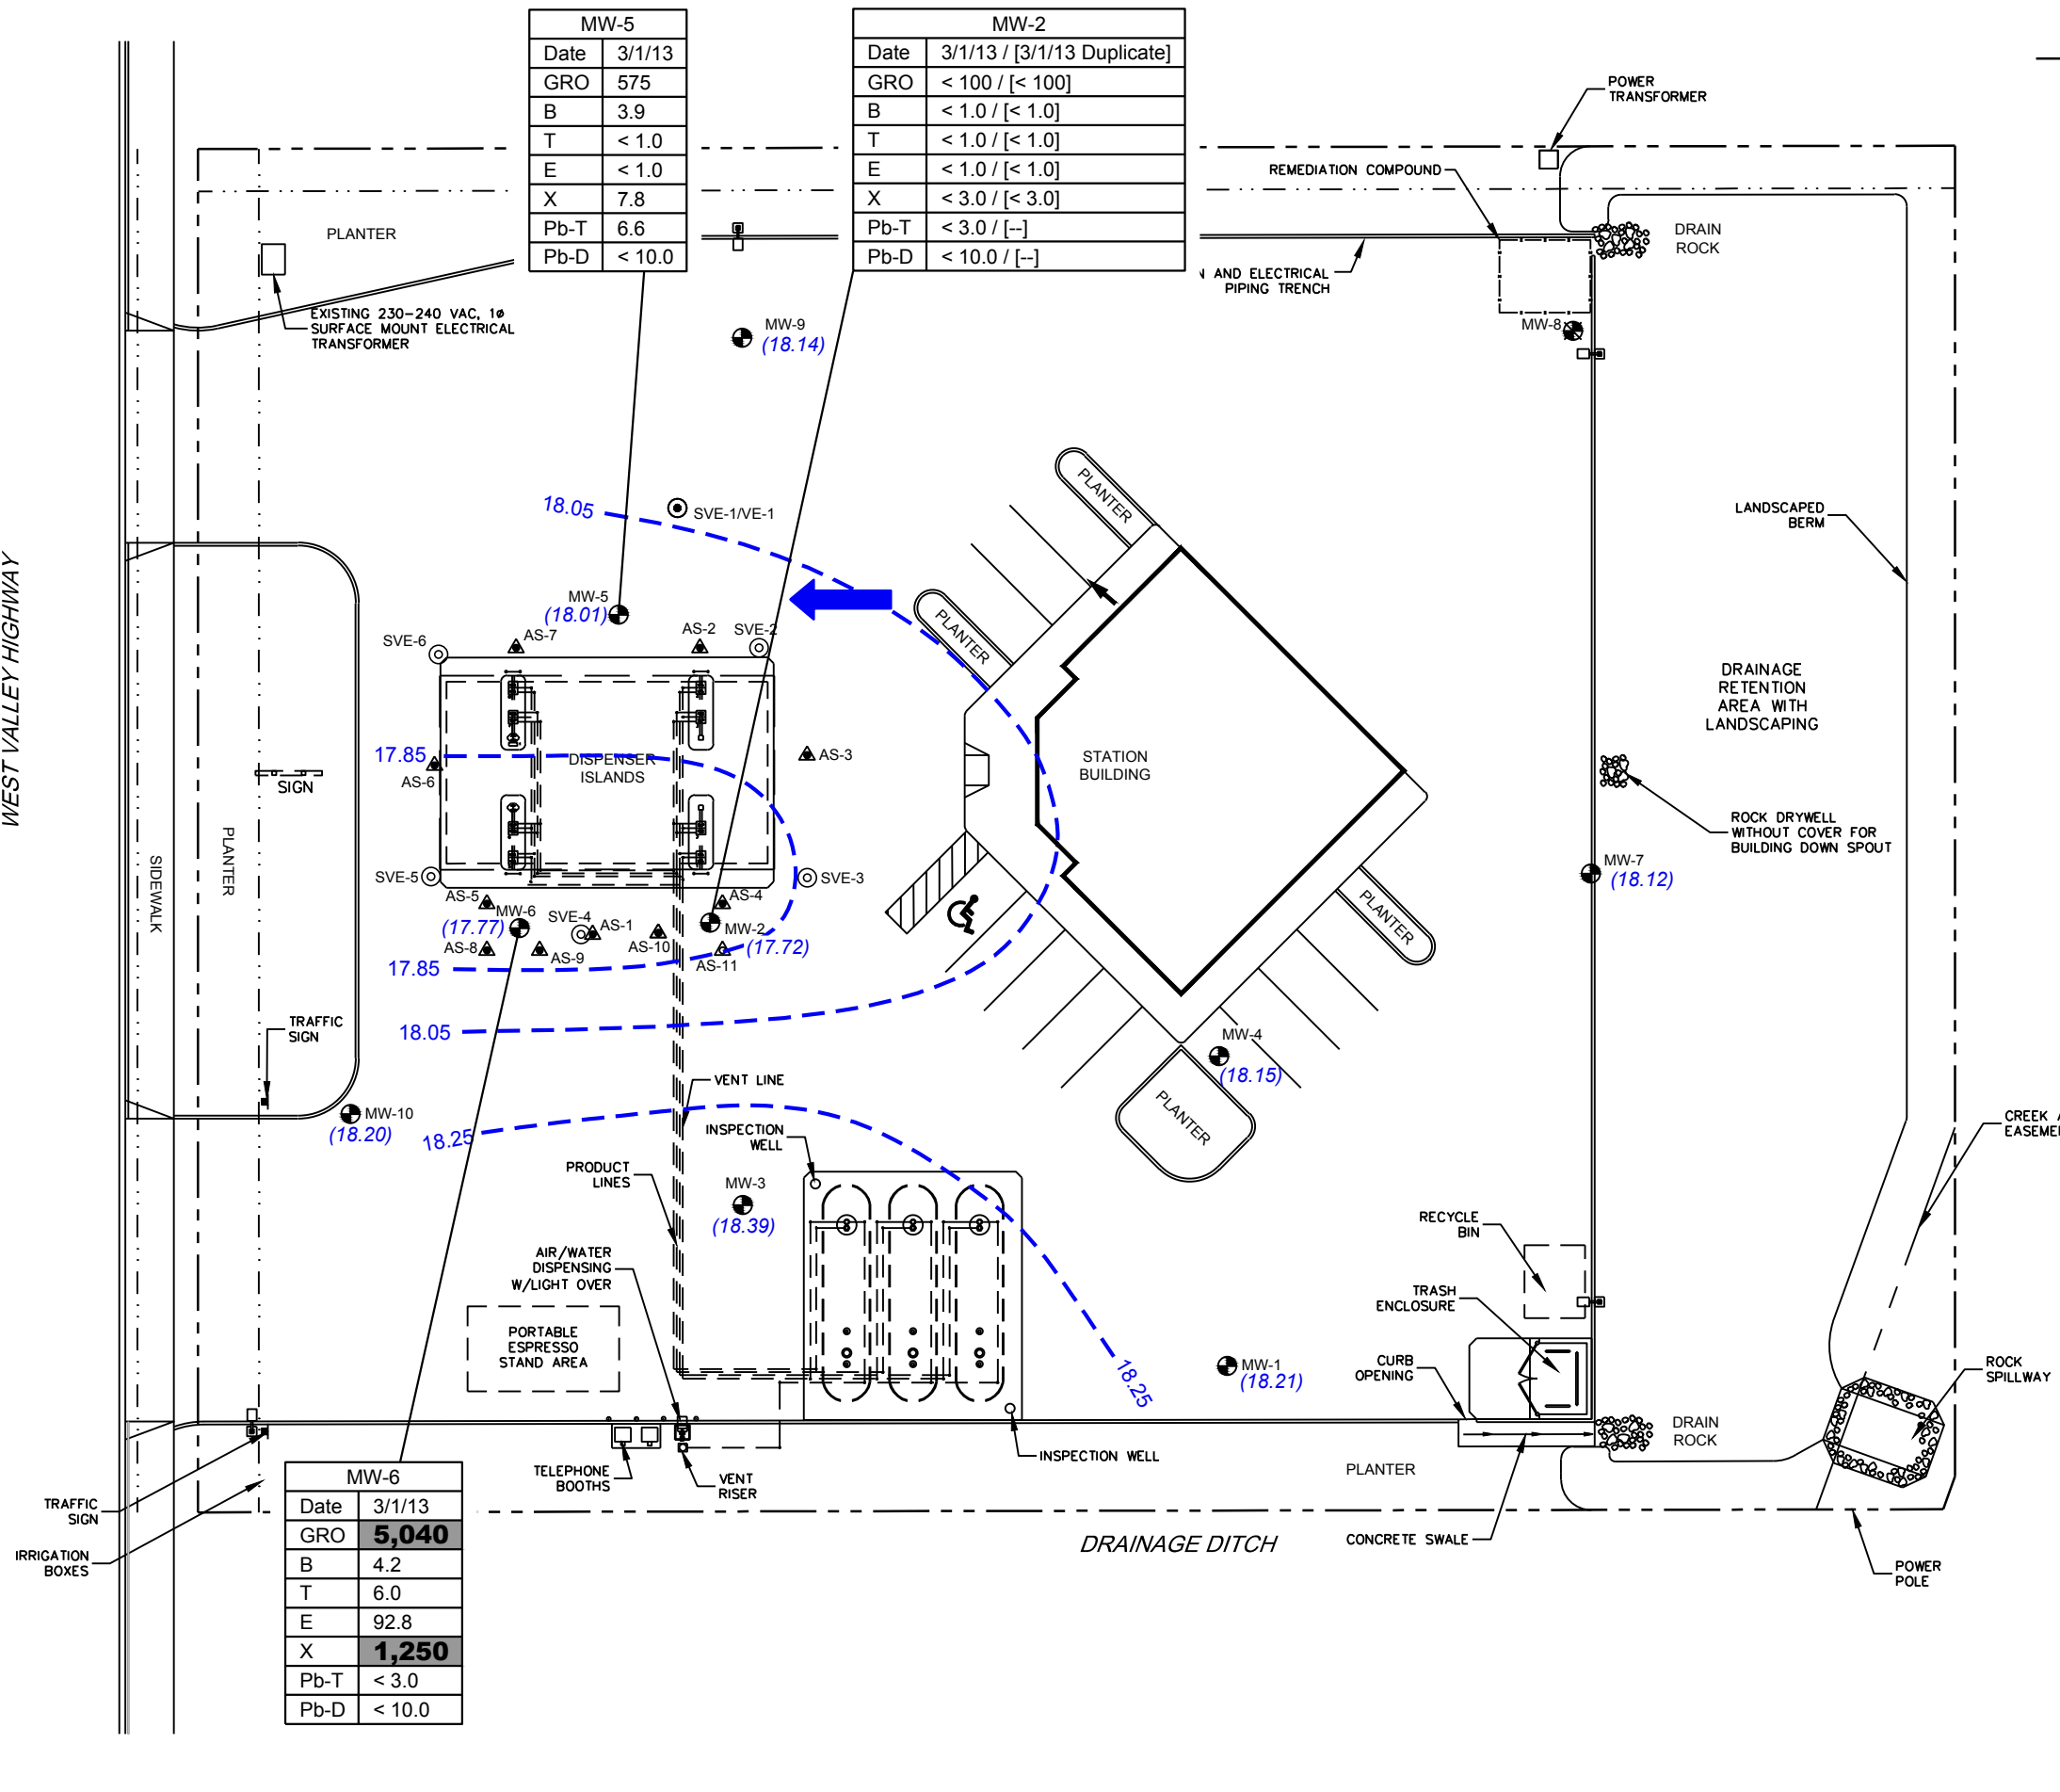 MW-5
Date 3/1/13
GRO 575
B 3.9
T < 1.0
E < 1.0
X 7.8
Pb-T 6.6
Pb-D < 10.0
MW-2
Date 3/1/13 / [3/1/13 Duplicate]
GRO < 100 / [< 100]
B < 1.0 / [< 1.0]
T < 1.0 / [< 1.0]
E < 1.0 / [< 1.0]
X < 3.0 / [< 3.0]
Pb-T < 3.0 / [--]
Pb-D < 10.0 / [--]
POWER
TRANSFORMER
REMEDIATION COMPOUND
DRAIN
ROCK
PLANTER
AND ELECTRICAL
PIPING TRENCH
EXISTING 230-240 VAC, 1ø
SURFACE MOUNT ELECTRICAL
TRANSFORMER
MW-9
(18.14)
MW-8
WEST VALLEY HIGHWAY
18.05
SVE-1/VE-1
PLANTER
LANDSCAPED
BERM
MW-5
(18.01)
SVE-6
AS-7
AS-2
SVE-2
PLANTER
DRAINAGE
RETENTION
AREA WITH
LANDSCAPING
17.85
AS-6
DISPENSER
ISLANDS
AS-3
STATION
BUILDING
SIGN
SIDEWALK
PLANTER
ROCK DRYWELL
WITHOUT COVER FOR
BUILDING DOWN SPOUT
SVE-5
SVE-3
MW-7
(18.12)
AS-5
MW-6
(17.77)
SVE-4
AS-1
AS-4
MW-2
(17.72)
AS-8
AS-9
AS-10
AS-11
PLANTER
17.85
18.05
TRAFFIC
SIGN
MW-4
(18.15)
VENT LINE
MW-10
(18.20)
18.25
INSPECTION
WELL
PLANTER
CREEK
PRODUCT
LINES
MW-3
(18.39)
RECYCLE
BIN
AIR/WATER
DISPENSING
W/LIGHT OVER
TRASH
ENCLOSURE
PORTABLE
ESPRESSO
STAND AREA
MW-1
(18.21)
18.25
CURB
OPENING
ROCK
SPILLWAY
DRAIN
ROCK
INSPECTION WELL
TELEPHONE
BOOTHS
VENT
RISER
PLANTER
TRAFFIC
SIGN
IRRIGATION
BOXES
DRAINAGE DITCH
CONCRETE SWALE
POWER
POLE
MW-6
Date 3/1/13
GRO 5,040
B 4.2
T 6.0
E 92.8
X 1,250
Pb-T < 3.0
Pb-D < 10.0